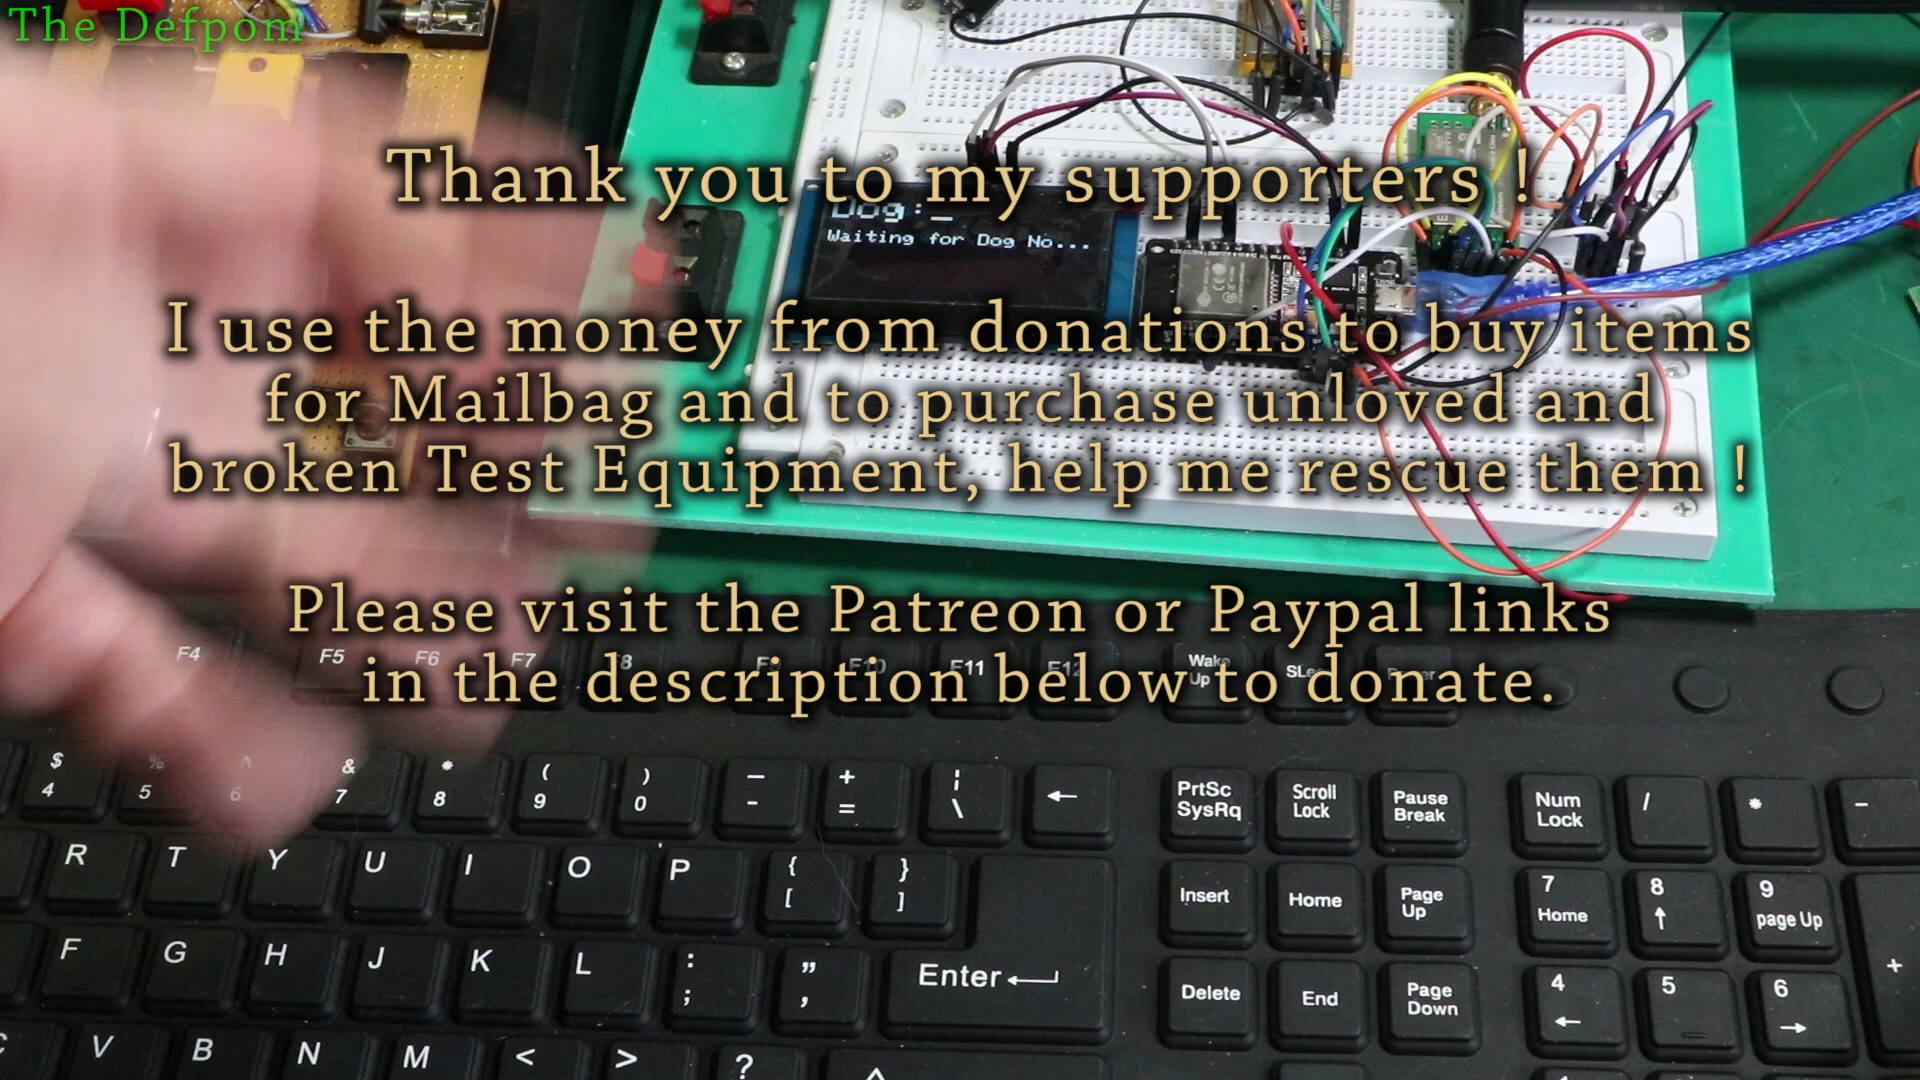 The Defpom
Thank you to my supporters !
Dog:_
Waiting for Dog No...
I use the money from donations to buy items
for Mailbag and to purchase unloved and
broken Test Equipment, help me rescue them !
Please visit the Patreon or Paypal links
in the description below to donate.
F4 F5 F6 F7 F8 F9 F10 F11 F12 Wake Up
$ 4 % 5 ^ 6 & 7 * 8 ( 9 ) 0 — - + = ¦ \ ← PrtSc SysRq Scroll Lock Pause Break Num Lock / * –
R T Y U I O P { [ } ] Insert Home Page Up 7 Home 8 ↑ 9 page Up
F G H J K L : ; " , Enter Delete End Page Down 4 ← 5 6 → +
V B N M < > ?